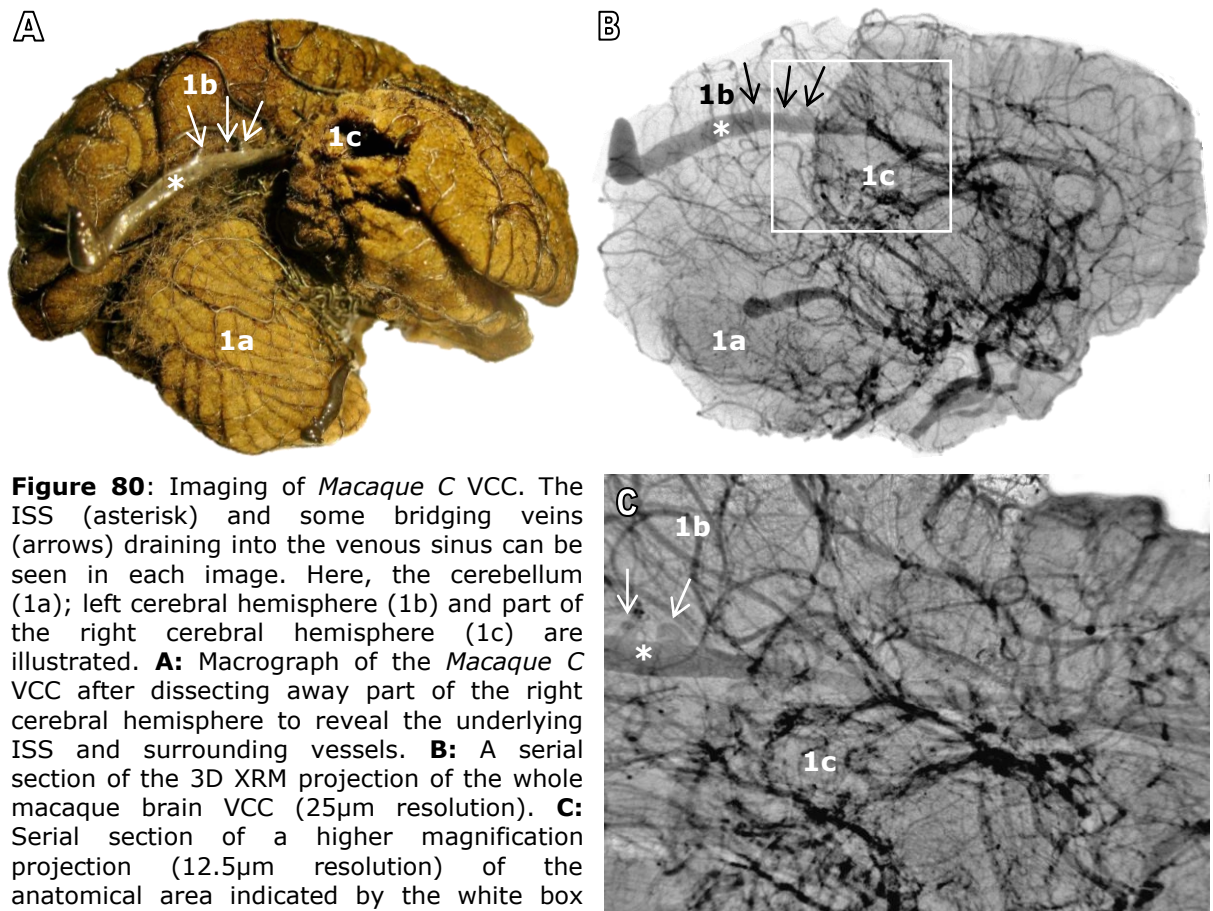 A
1b
1c
*
1a
B
1b
*
1c
1a
Figure 80: Imaging of Macaque C VCC. The
ISS (asterisk) and some bridging veins
(arrows) draining into the venous sinus can be
seen in each image. Here, the cerebellum
(1a); left cerebral hemisphere (1b) and part of
the right cerebral hemisphere (1c) are
illustrated. A: Macrograph of the Macaque C
VCC after dissecting away part of the right
cerebral hemisphere to reveal the underlying
ISS and surrounding vessels. B: A serial
section of the 3D XRM projection of the whole
macaque brain VCC (25µm resolution). C:
Serial section of a higher magnification
projection (12.5µm resolution) of the
anatomical area indicated by the white box
C
1b
*
1c